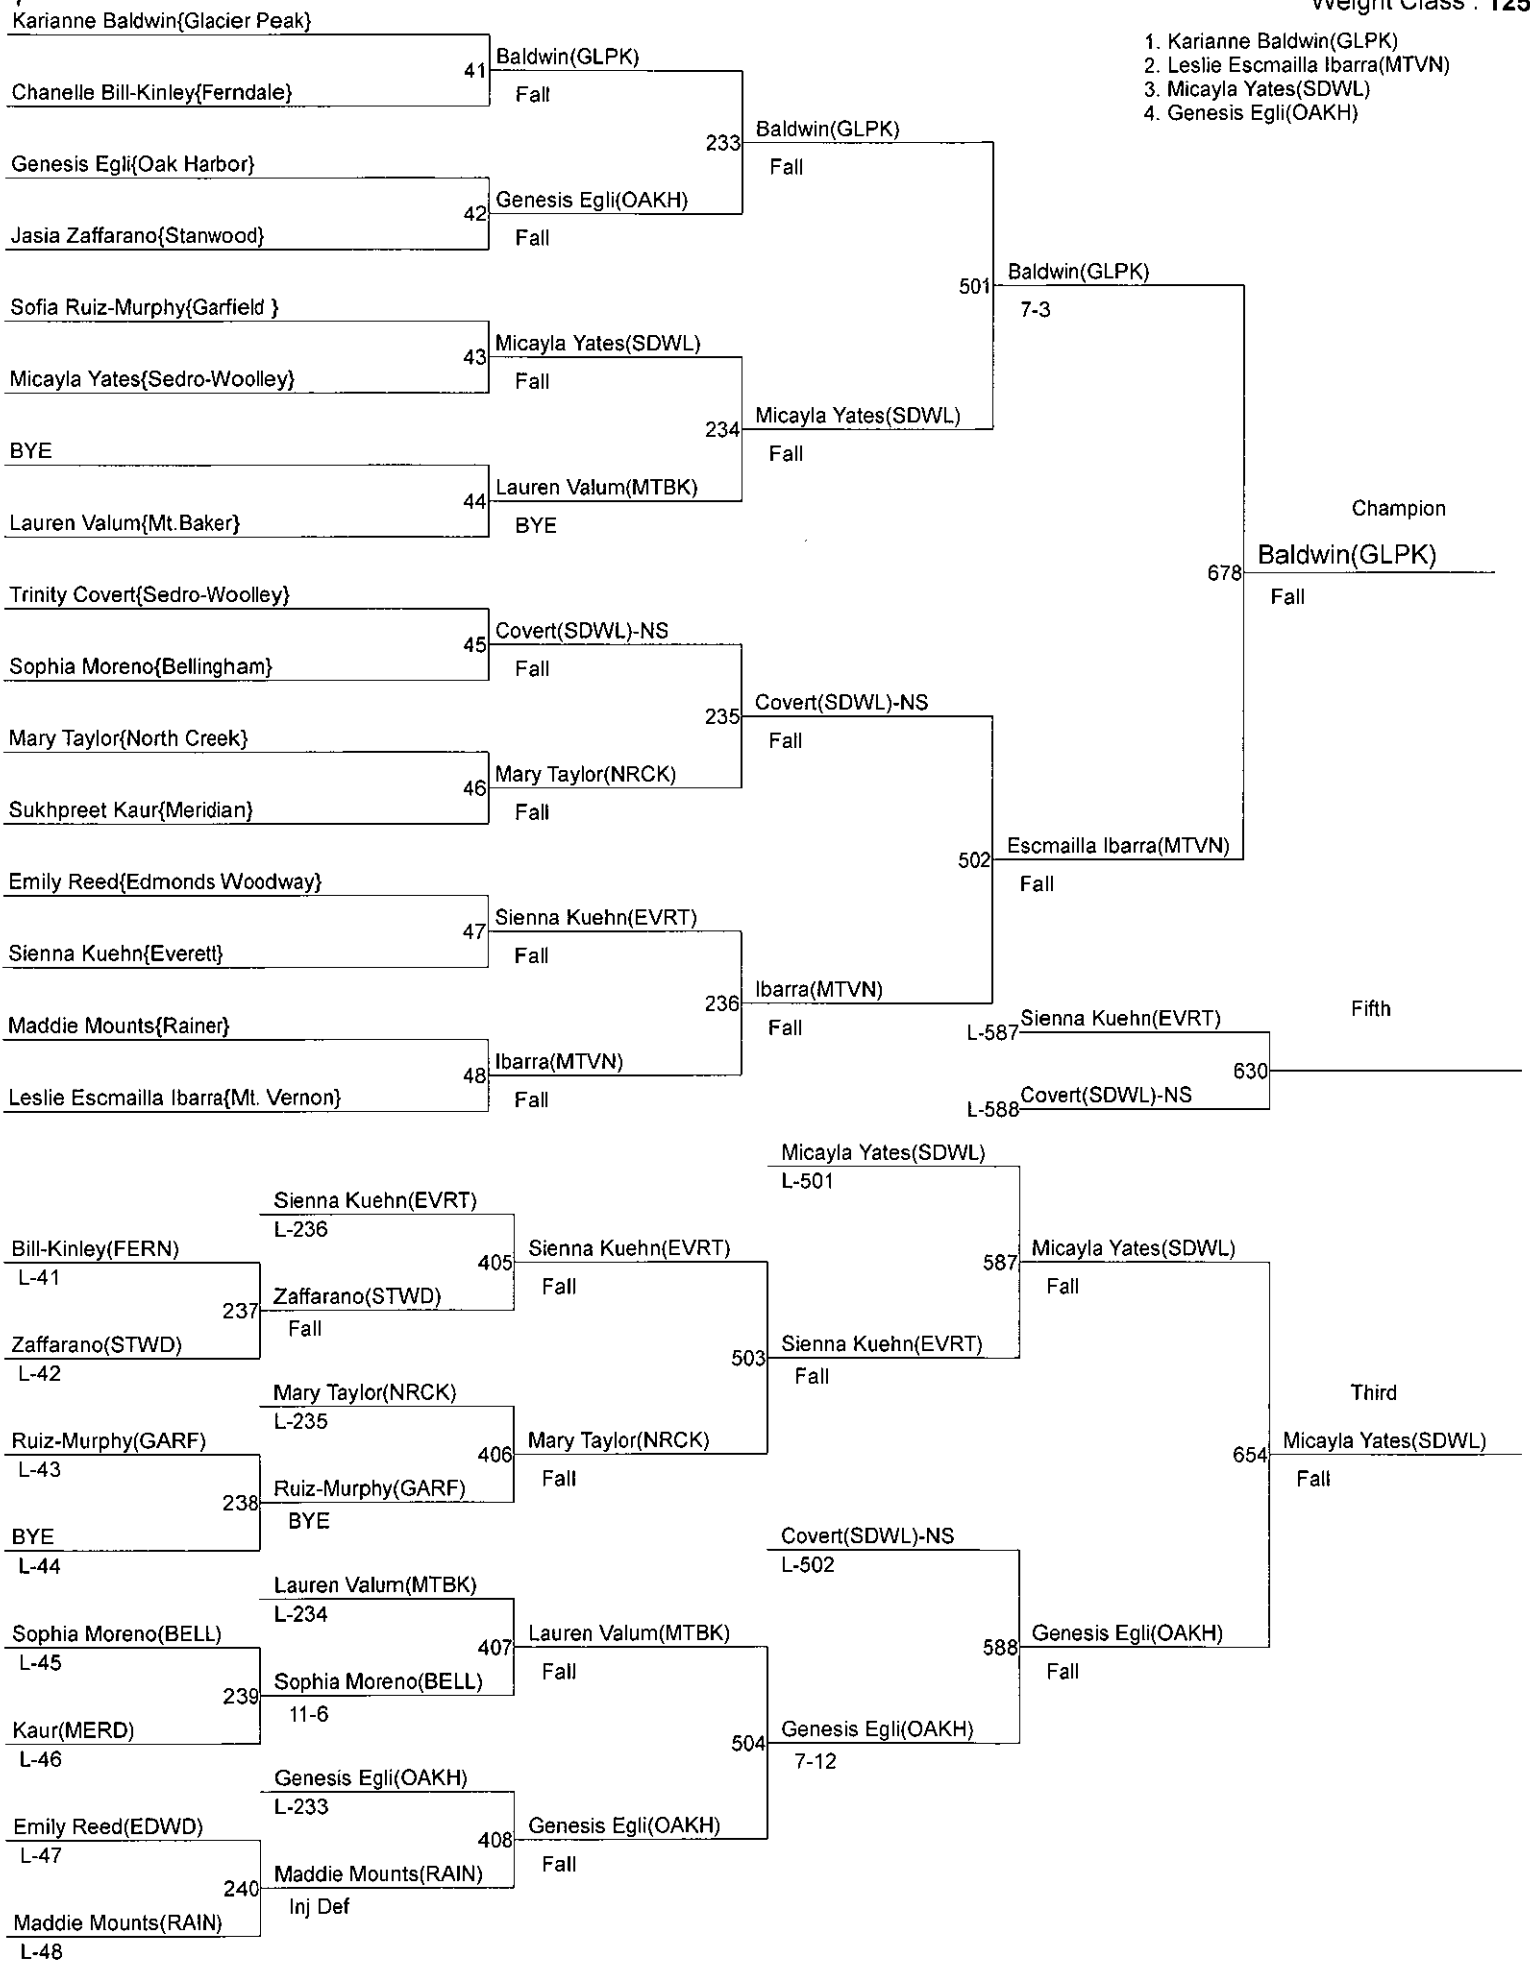 Weight Class : 125
1. Karianne Baldwin(GLPK)
2. Leslie Escmailla Ibarra(MTVN)
3. Micayla Yates(SDWL)
4. Genesis Egli(OAKH)
Karianne Baldwin{Glacier Peak}
41
Baldwin(GLPK)
Fall
Chanelle Bill-Kinley{Ferndale}
233
Baldwin(GLPK)
Fall
Genesis Egli{Oak Harbor}
42
Genesis Egli(OAKH)
Fall
Jasia Zaffarano{Stanwood}
501
Baldwin(GLPK)
7-3
Sofia Ruiz-Murphy{Garfield }
43
Micayla Yates(SDWL)
Fall
Micayla Yates{Sedro-Woolley}
234
Micayla Yates(SDWL)
Fall
BYE
44
Lauren Valum(MTBK)
BYE
Lauren Valum{Mt.Baker}
Champion
678
Baldwin(GLPK)
Fall
Trinity Covert{Sedro-Woolley}
45
Covert(SDWL)-NS
Fall
Sophia Moreno{Bellingham}
235
Covert(SDWL)-NS
Fall
Mary Taylor{North Creek}
46
Mary Taylor(NRCK)
Fall
Sukhpreet Kaur{Meridian}
502
Escmailla Ibarra(MTVN)
Fall
Emily Reed{Edmonds Woodway}
47
Sienna Kuehn(EVRT)
Fall
Sienna Kuehn{Everett}
236
Ibarra(MTVN)
Fall
Maddie Mounts{Rainer}
48
Ibarra(MTVN)
Fall
Leslie Escmailla Ibarra{Mt. Vernon}
Fifth
L-587
Sienna Kuehn(EVRT)
630
L-588
Covert(SDWL)-NS
Micayla Yates(SDWL)
L-501
Sienna Kuehn(EVRT)
L-236
Bill-Kinley(FERN)
L-41
405
Sienna Kuehn(EVRT)
Fall
587
Micayla Yates(SDWL)
Fall
237
Zaffarano(STWD)
Fall
Zaffarano(STWD)
L-42
503
Sienna Kuehn(EVRT)
Fall
Mary Taylor(NRCK)
L-235
Third
Ruiz-Murphy(GARF)
L-43
406
Mary Taylor(NRCK)
Fall
654
Micayla Yates(SDWL)
Fall
238
Ruiz-Murphy(GARF)
BYE
BYE
L-44
Covert(SDWL)-NS
L-502
Lauren Valum(MTBK)
L-234
Sophia Moreno(BELL)
L-45
407
Lauren Valum(MTBK)
Fall
588
Genesis Egli(OAKH)
Fall
239
Sophia Moreno(BELL)
11-6
Kaur(MERD)
L-46
504
Genesis Egli(OAKH)
7-12
Genesis Egli(OAKH)
L-233
Emily Reed(EDWD)
L-47
408
Genesis Egli(OAKH)
Fall
240
Maddie Mounts(RAIN)
Inj Def
Maddie Mounts(RAIN)
L-48